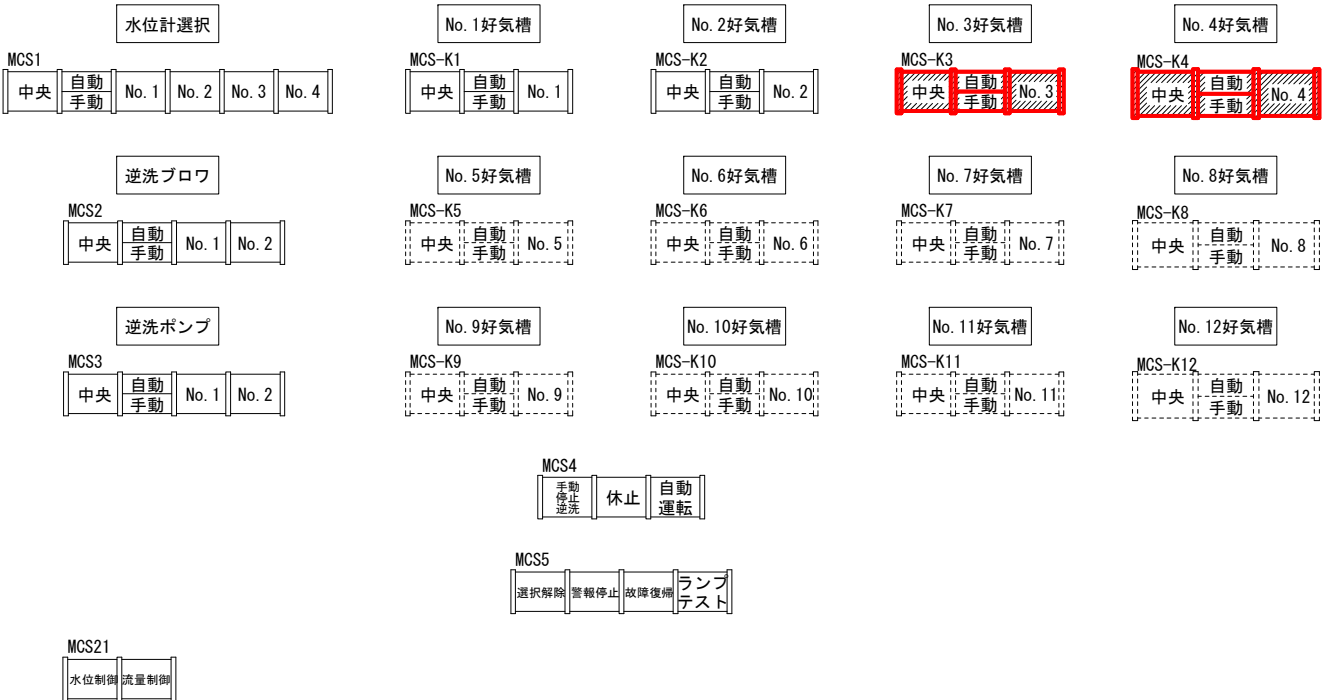 水位計選択
No.1好気槽
No.2好気槽
No.3好気槽
No.4好気槽
MCS1
中央 自動 No.1 No.2 No.3 No.4
手動
MCS-K1
中央 自動 No.1
手動
MCS-K2
中央 自動 No.2
手動
MCS-K3
中央 自動 No.3
手動
MCS-K4
中央 自動 No.4
手動
逆洗ブロワ
No.5好気槽
No.6好気槽
No.7好気槽
No.8好気槽
MCS2
中央 自動 No.1 No.2
手動
MCS-K5
中央 自動 No.5
手動
MCS-K6
中央 自動 No.6
手動
MCS-K7
中央 自動 No.7
手動
MCS-K8
中央 自動 No.8
手動
逆洗ポンプ
No.9好気槽
No.10好気槽
No.11好気槽
No.12好気槽
MCS3
中央 自動 No.1 No.2
手動
MCS-K9
中央 自動 No.9
手動
MCS-K10
中央 自動 No.10
手動
MCS-K11
中央 自動 No.11
手動
MCS-K12
中央 自動 No.12
手動
MCS4
手動
停止
逆洗
休止
自動
運転
MCS5
選択解除 警報停止 故障復帰
ランプ
テスト
MCS21
水位制御 流量制御